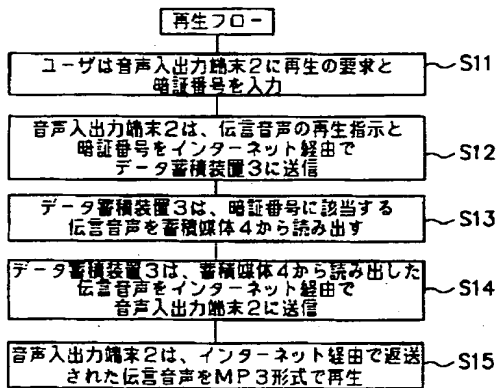 再生フロー
ユーザは音声入出力端末2に再生の要求と
暗証番号を入力
S11
音声入出力端末2は、伝言音声の再生指示と
暗証番号をインターネット経由で
データ蓄積装置3に送信
S12
データ蓄積装置3は、暗証番号に該当する
伝言音声を蓄積媒体4から読み出す
S13
データ蓄積装置3は、蓄積媒体4から読み出した
伝言音声をインターネット経由で
音声入出力端末2に送信
S14
音声入出力端末2は、インターネット経由で返送
された伝言音声をMP3形式で再生
S15